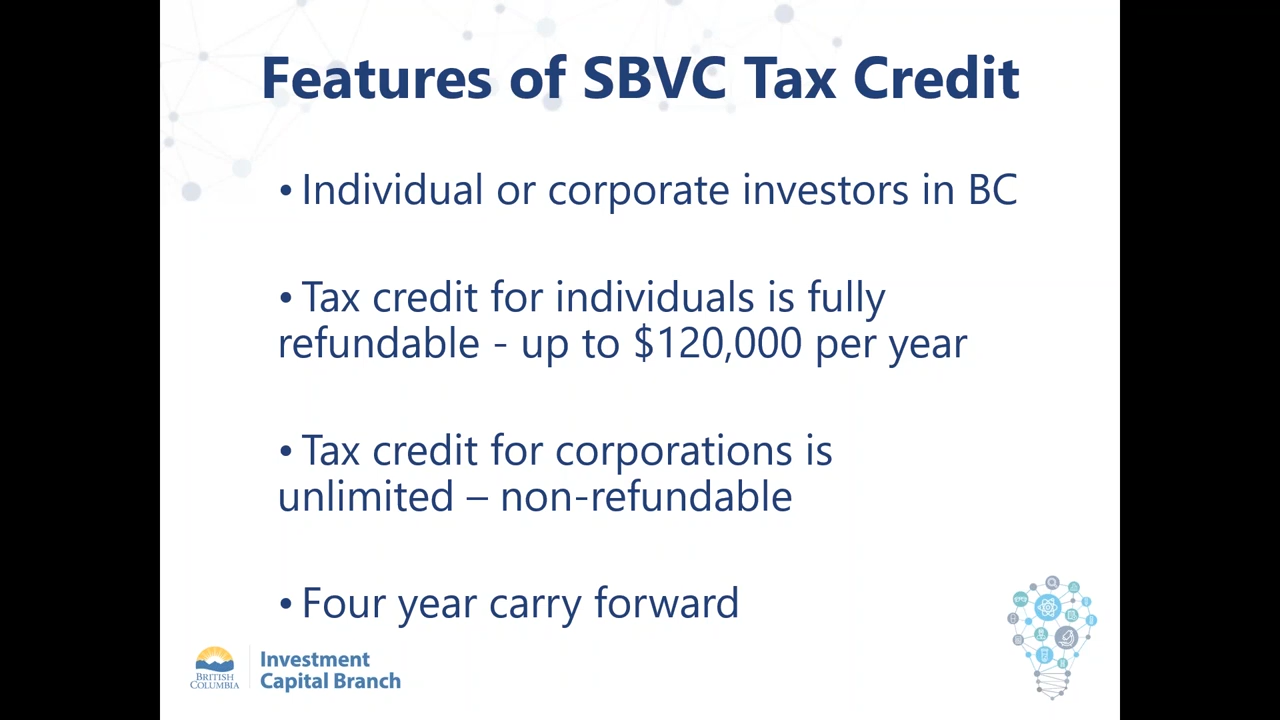 Features of SBVC Tax Credit
• Individual or corporate investors in BC
• Tax credit for individuals is fully
refundable - up to $120,000 per year
• Tax credit for corporations is
unlimited – non-refundable
• Four year carry forward
BRITISH
COLUMBIA
Investment
Capital Branch